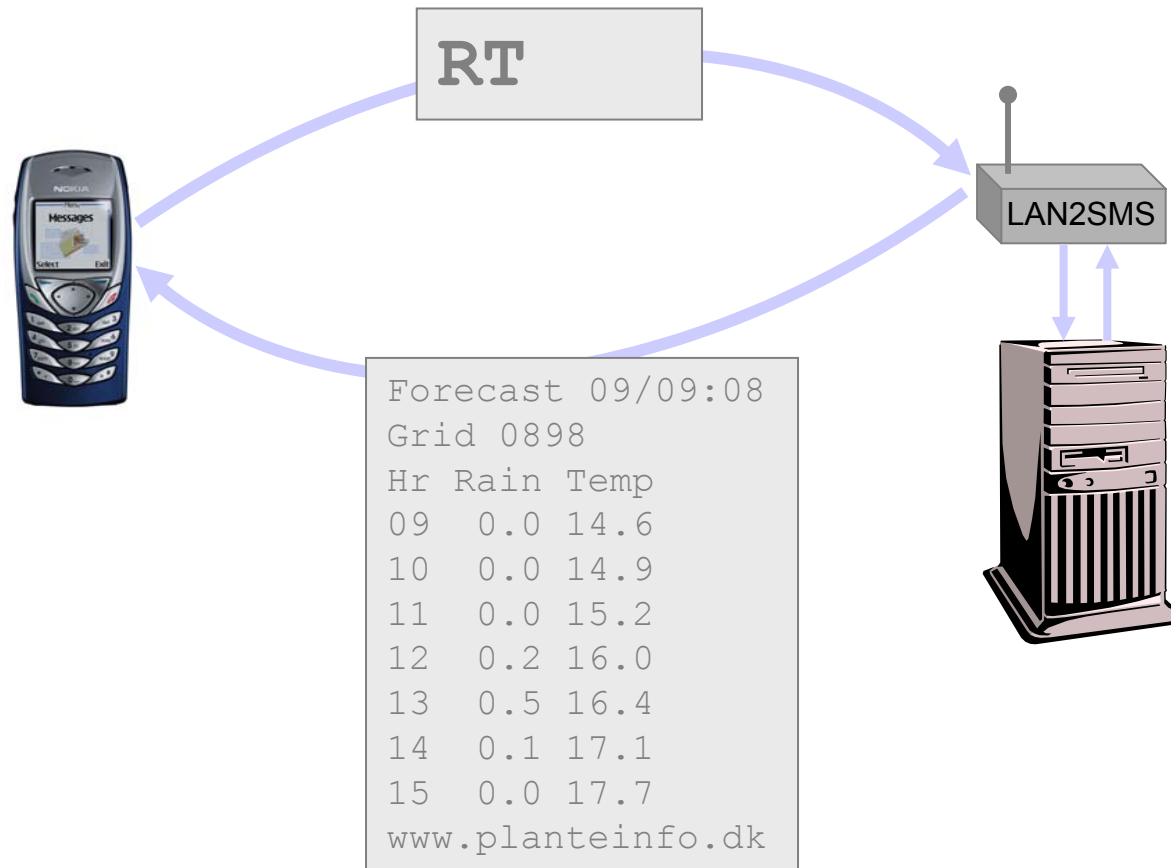 RT
NOKIA
Menu
Messages
Select Exit
LAN2SMS
Forecast 09/09:08
Grid 0898
Hr Rain Temp
09 0.0 14.6
10 0.0 14.9
11 0.0 15.2
12 0.2 16.0
13 0.5 16.4
14 0.1 17.1
15 0.0 17.7
www.planteinfo.dk